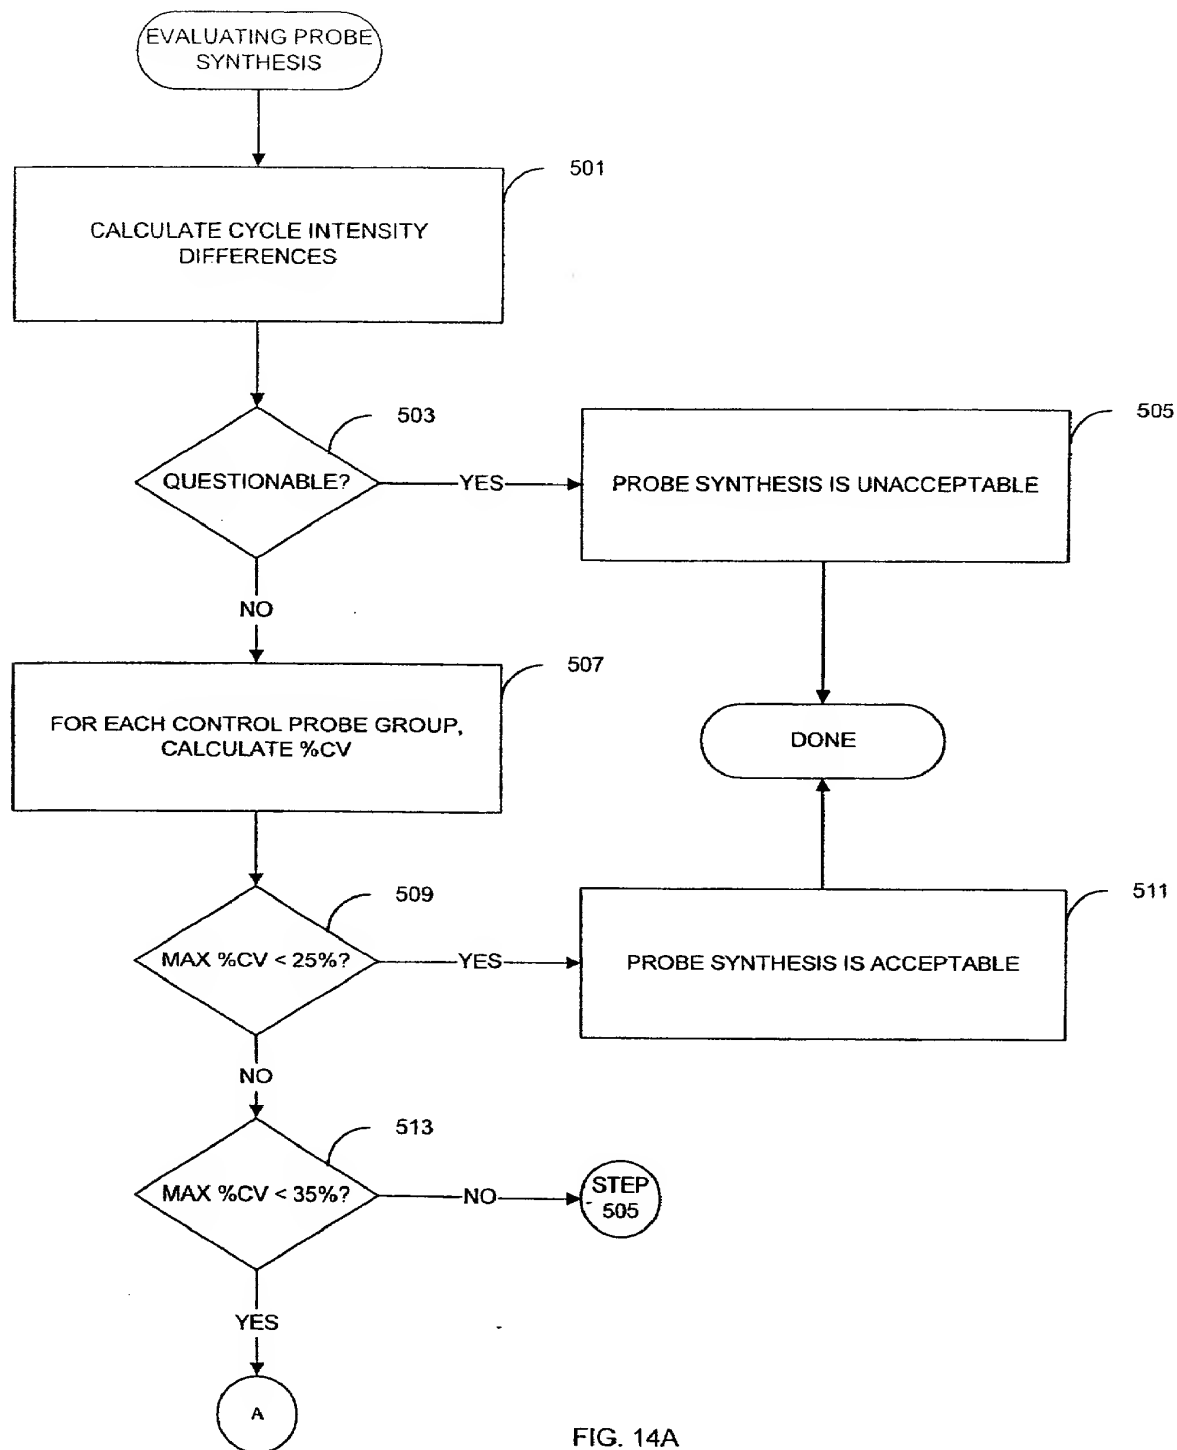 EVALUATING PROBE
SYNTHESIS
501
CALCULATE CYCLE INTENSITY
DIFFERENCES
503
QUESTIONABLE?
YES
505
PROBE SYNTHESIS IS UNACCEPTABLE
NO
507
FOR EACH CONTROL PROBE GROUP,
CALCULATE %CV
DONE
509
MAX %CV < 25%?
YES
511
PROBE SYNTHESIS IS ACCEPTABLE
NO
513
MAX %CV < 35%?
NO
STEP
505
YES
A
FIG. 14A